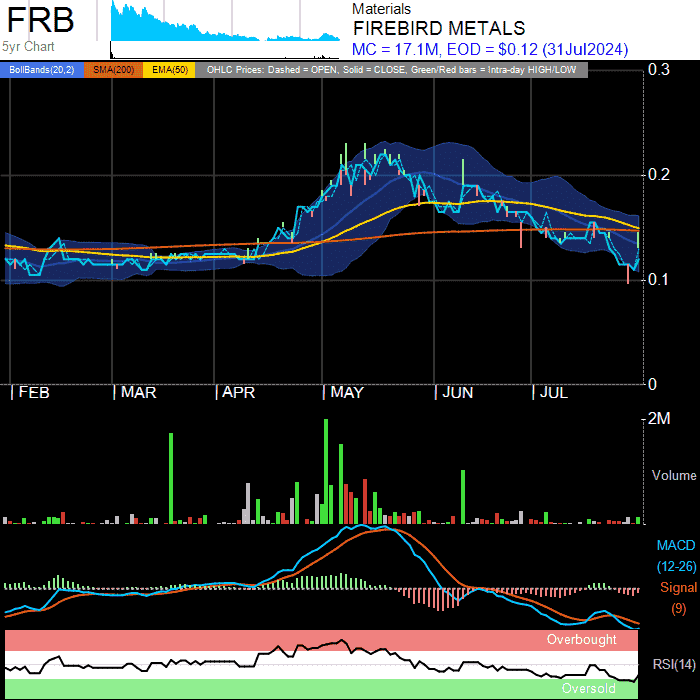 FRB
5yr Chart
Materials
FIREBIRD METALS
MC = 17.1M, EOD = $0.12 (31Jul2024)
BollBands(20,2) SMA(200) EMA(50) OHLC Prices: Dashed = OPEN, Solid = CLOSE, Green/Red bars = Intra-day HIGH/LOW
0.3
0.2
0.1
0
FEB MAR APR MAY JUN JUL
2M
Volume
MACD
(12-26)
Signal
(9)
Overbought
RSI(14)
Oversold